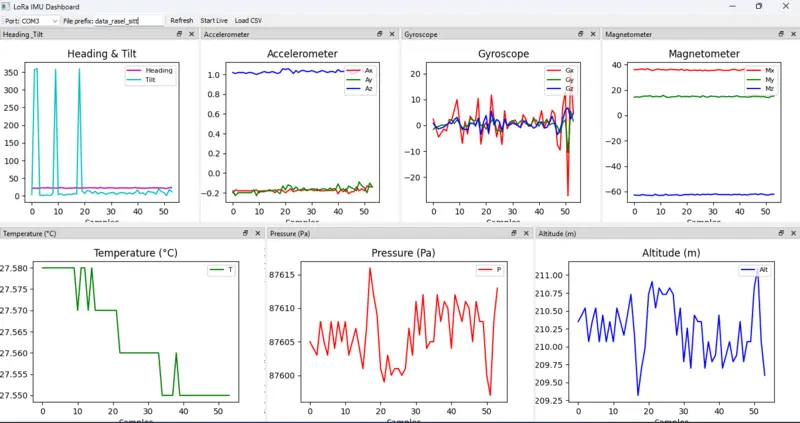 LoRa IMU Dashboard
Port: COM3 File prefix: data_rasel_pitt Refresh Start Live Load CSV
Heading_Tilt Accelerometer Gyroscope Magnetometer
Heading & Tilt
Heading
Tilt
350
300
250
200
150
100
50
0
0 10 20 30 40 50
Samples
Accelerometer
Ax
Ay
Az
1.0
0.8
0.6
0.4
0.2
0.0
−0.2
0 10 20 30 40 50
Samples
Gyroscope
Gx
Gy
Gz
20
10
0
−10
−20
0 10 20 30 40 50
Samples
Magnetometer
Mx
My
Mz
40
20
0
−20
−40
−60
0 10 20 30 40 50
Samples
Temperature (°C) Pressure (Pa) Altitude (m)
Temperature (°C)
T
27.580
27.575
27.570
27.565
27.560
27.555
27.550
0 10 20 30 40 50
Samples
Pressure (Pa)
P
87615
87610
87605
87600
0 10 20 30 40 50
Samples
Altitude (m)
Alt
211.00
210.75
210.50
210.25
210.00
209.75
209.50
209.25
0 10 20 30 40 50
Samples